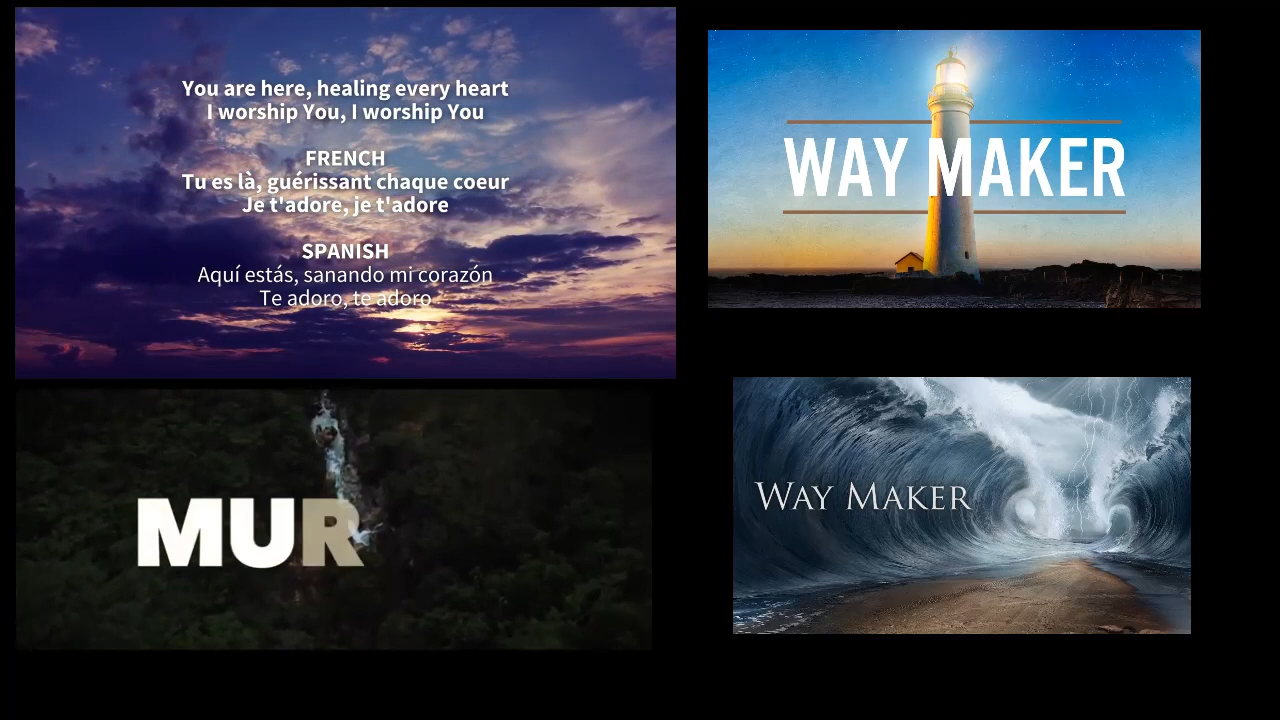 You are here, healing every heart
I worship You, I worship You
FRENCH
Tu es là, guérissant chaque coeur
Je t'adore, je t'adore
SPANISH
Aquí estás, sanando mi corazón
Te adoro, te adoro
WAY MAKER
MUR
WAY MAKER